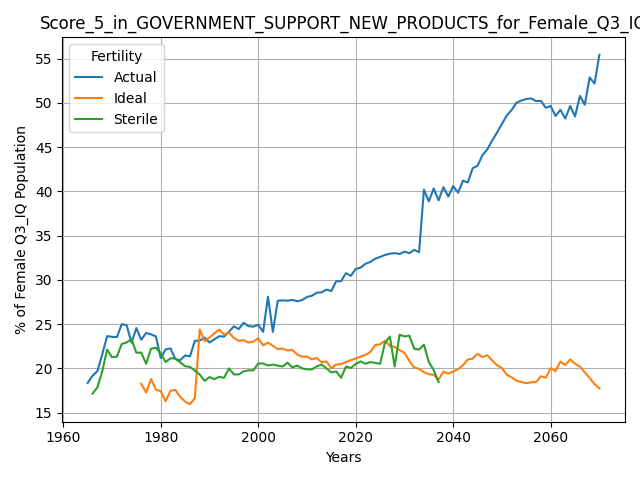 Score_5_in_GOVERNMENT_SUPPORT_NEW_PRODUCTS_for_Female_Q3_IQ
Fertility
Actual
Ideal
Sterile
% of Female Q3_IQ Population
55
50
45
40
35
30
25
20
15
1960
1980
2000
2020
2040
2060
Years